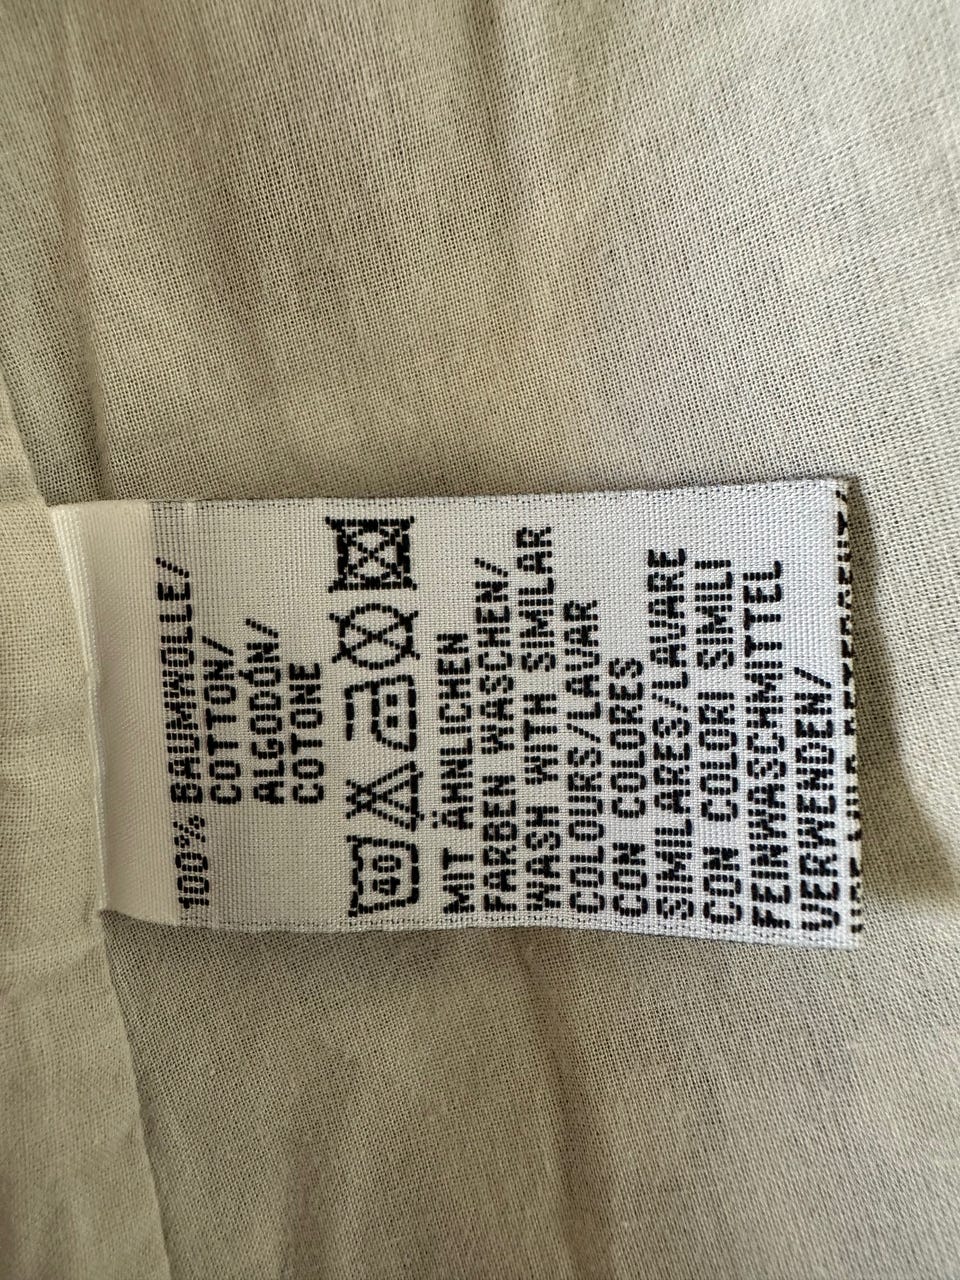 100% BAUMWOLLE/
COTTON/
ALGODÓN/
COTONE
40
MIT ÄHNLICHEN
FARBEN WASCHEN/
WASH WITH SIMILAR
COLOURS/LAVAR
CON COLORES
SIMILARES/LAVARE
CON COLORI SIMILI
FEINWASCHMITTEL
VERWENDEN/